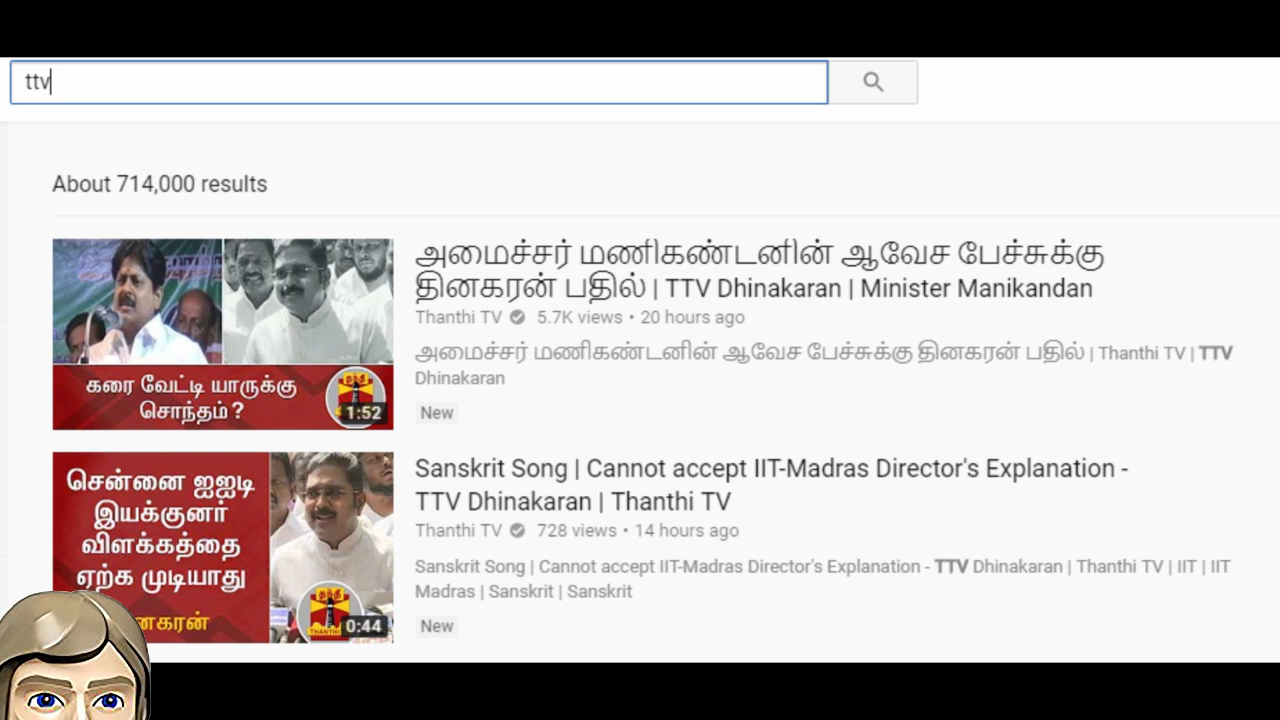 ttv
About 714,000 results
அமைச்சர் மணிகண்டனின் ஆவேச பேச்சுக்கு
தினகரன் பதில் | TTV Dhinakaran | Minister Manikandan
Thanthi TV 5.7K views • 20 hours ago
அமைச்சர் மணிகண்டனின் ஆவேச பேச்சுக்கு தினகரன் பதில் | Thanthi TV | TTV
Dhinakaran
New
கரை வேட்டி யாருக்கு
சொந்தம் ?
தந்தி
1:52
Sanskrit Song | Cannot accept IIT-Madras Director's Explanation -
TTV Dhinakaran | Thanthi TV
Thanthi TV 728 views • 14 hours ago
Sanskrit Song | Cannot accept IIT-Madras Director's Explanation - TTV Dhinakaran | Thanthi TV | IIT | IIT
Madras | Sanskrit | Sanskrit
New
சென்னை ஐஐடி
இயக்குனர்
விளக்கத்தை
ஏற்க முடியாது
னகரன்
தந்தி
THANTHI
0:44